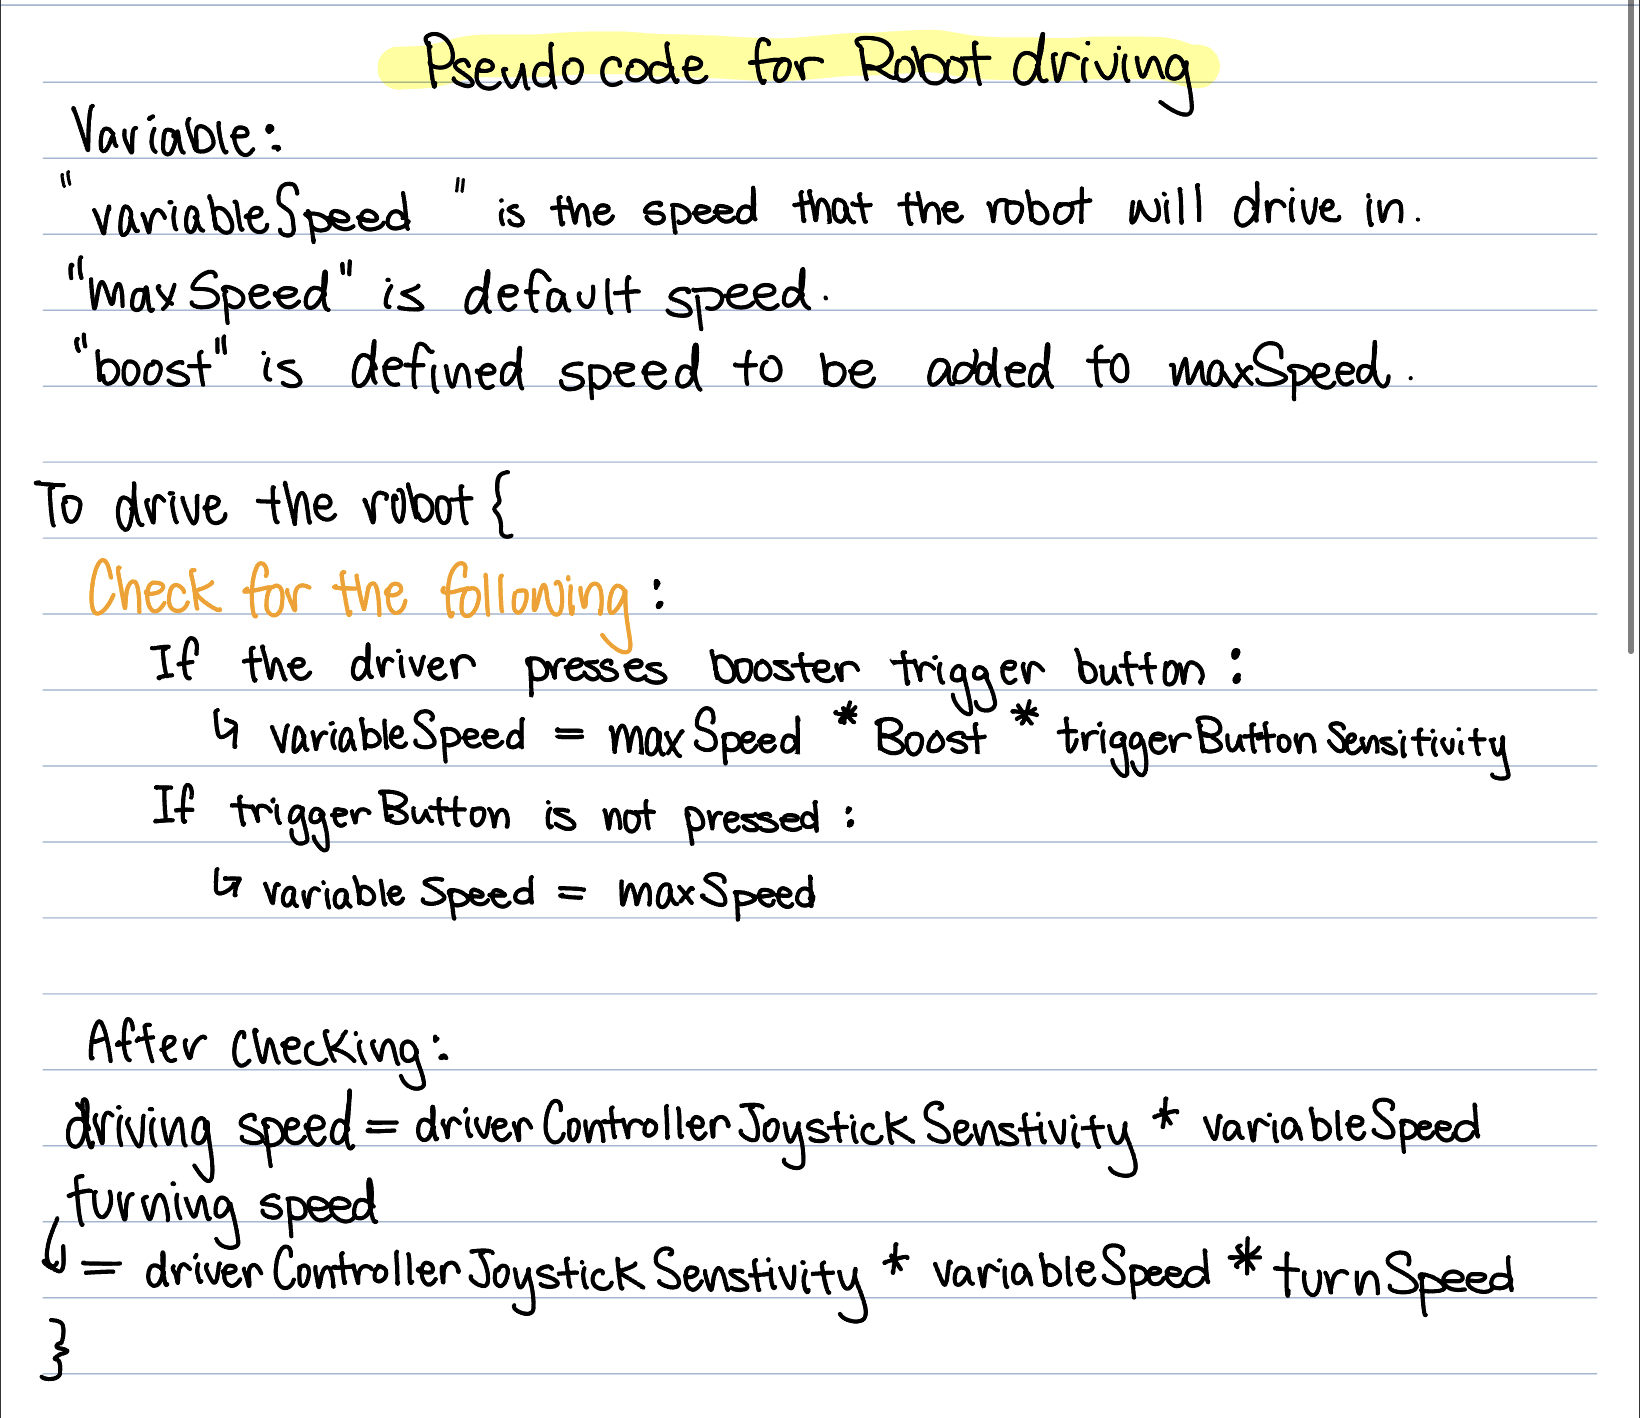 Pseudo code for Robot driving
Variable:
"variableSpeed" is the speed that the robot will drive in.
"maxSpeed" is default speed.
"boost" is defined speed to be added to maxSpeed.
To drive the robot {
Check for the following:
If the driver presses booster trigger button:
↳ variableSpeed = maxSpeed * Boost * triggerButtonSensitivity
If triggerButton is not pressed:
↳ variableSpeed = maxSpeed
After checking:
driving speed = driverControllerJoystickSenstivity * variableSpeed
turning speed
↳ = driverControllerJoystickSenstivity * variableSpeed * turnSpeed
}